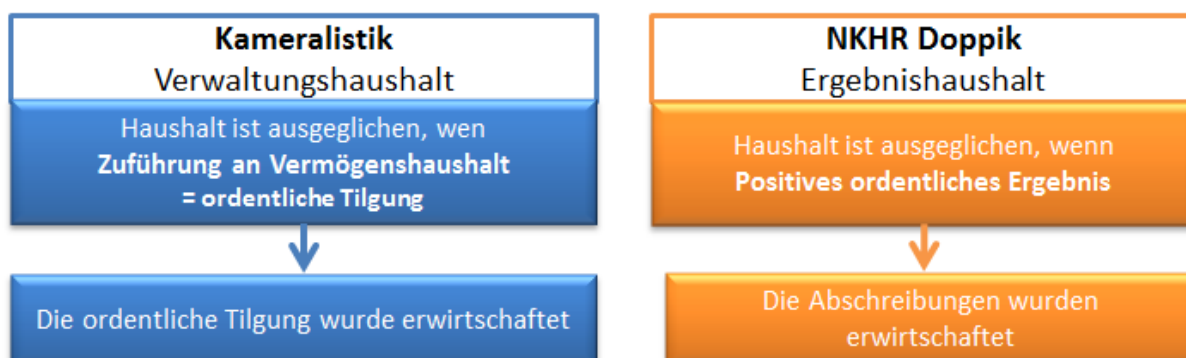 Kameralistik
Verwaltungshaushalt
Haushalt ist ausgeglichen, wen
Zuführung an Vermögenshaushalt
= ordentliche Tilgung
Die ordentliche Tilgung wurde erwirtschaftet
NKHR Doppik
Ergebnishaushalt
Haushalt ist ausgeglichen, wenn
Positives ordentliches Ergebnis
Die Abschreibungen wurden
erwirtschaftet